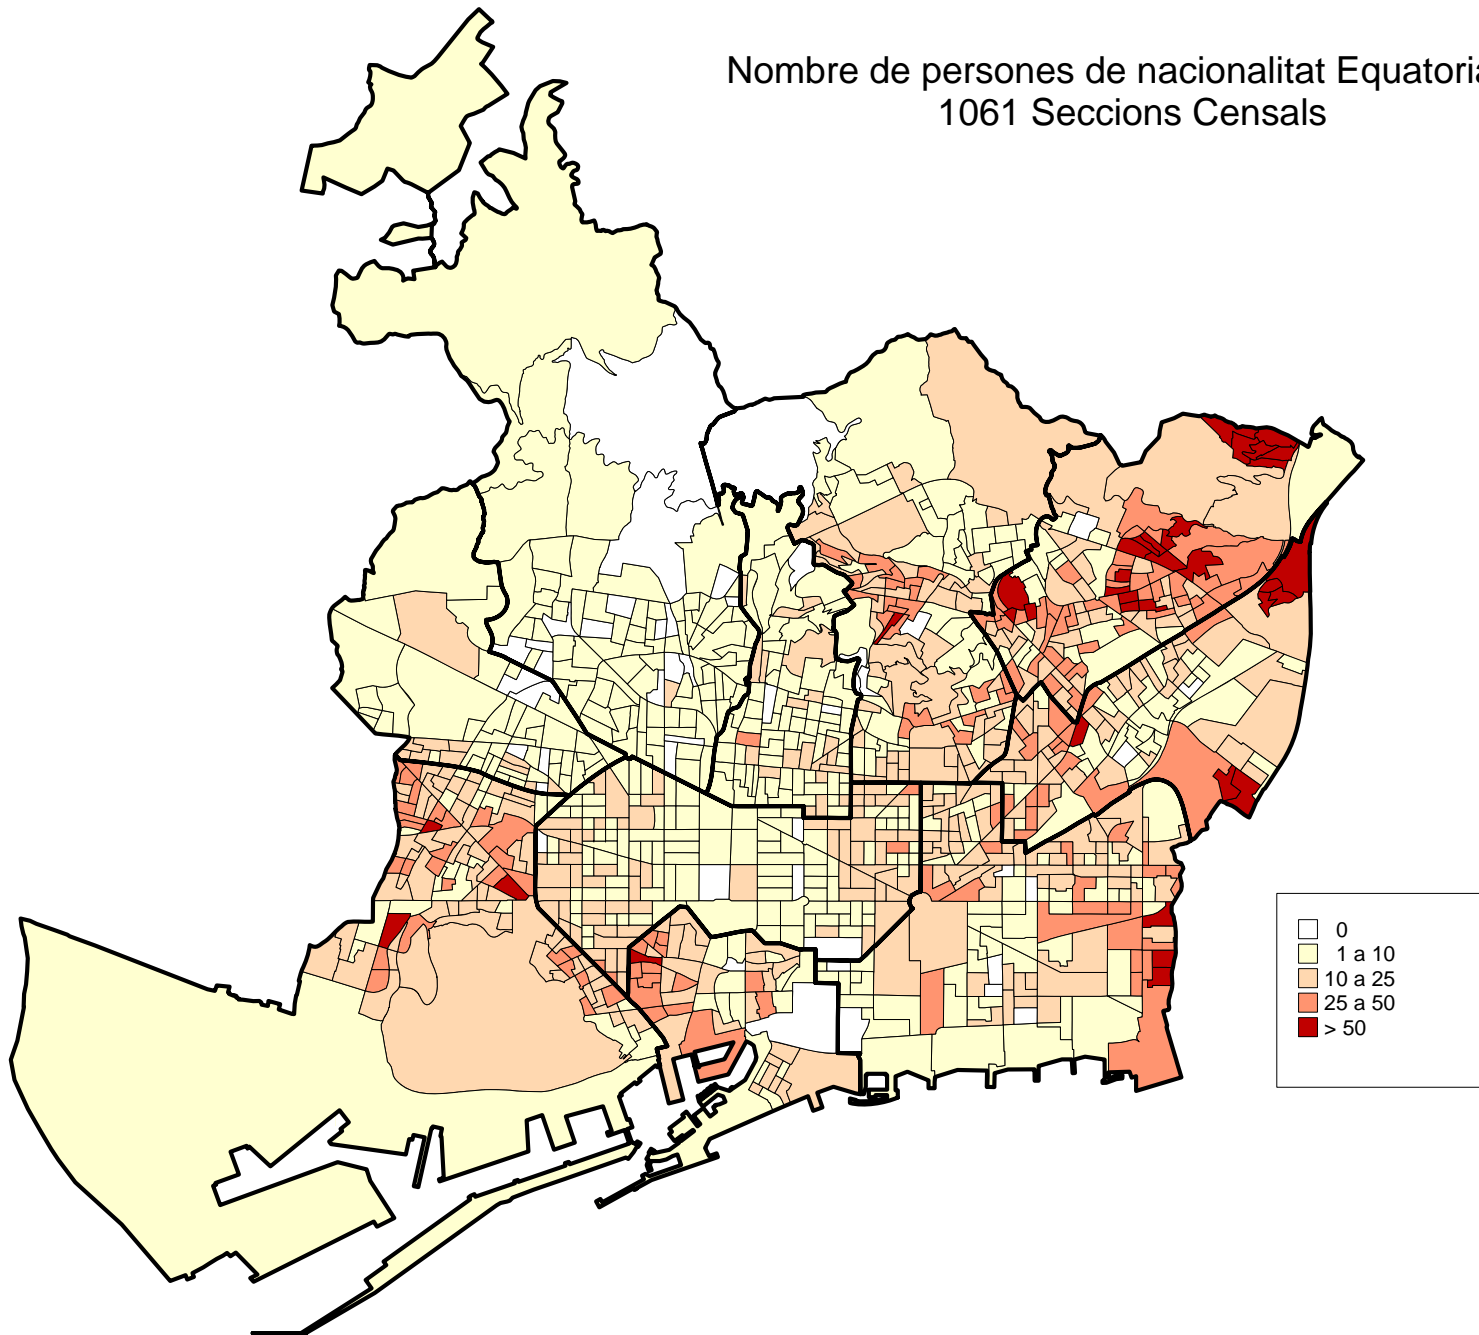 Nombre de persones de nacionalitat Equatoria
1061 Seccions Censals
0
1 a 10
10 a 25
25 a 50
> 50